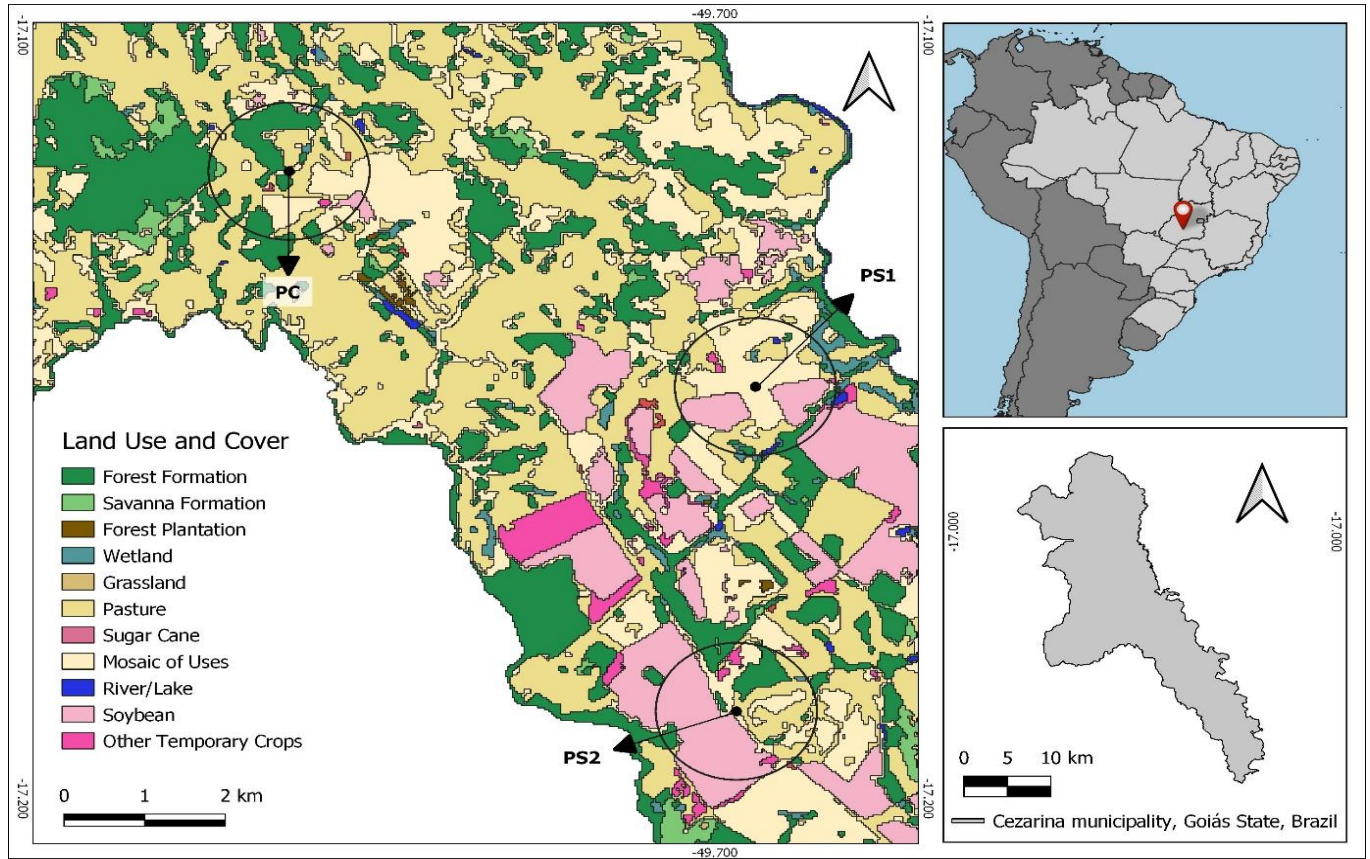 -49.700
-17.100
-17.100
PC
PS1
Land Use and Cover
Forest Formation
Savanna Formation
Forest Plantation
Wetland
Grassland
Pasture
Sugar Cane
Mosaic of Uses
River/Lake
Soybean
Other Temporary Crops
PS2
0 1 2 km
-17.200
-17.200
-49.700
-17.000
-17.000
0 5 10 km
Cezarina municipality, Goiás State, Brazil